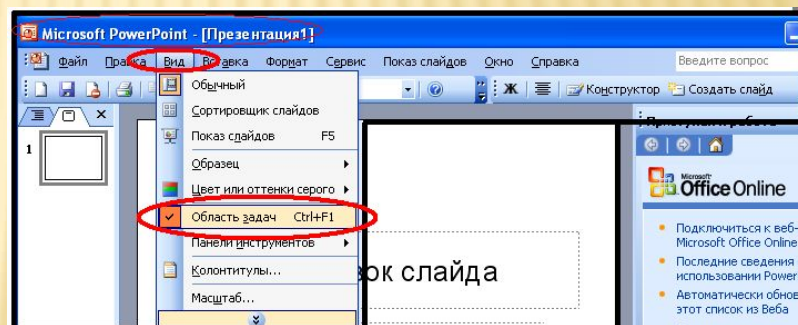 Microsoft PowerPoint - [Презентация1]
Файл Правка Вид Вставка Формат Сервис Показ слайдов Окно Справка Введите вопрос
Ж Конструктор Создать слайд
Обычный
Сортировщик слайдов
1
Показ слайдов F5
Образец
Microsoft
Office Online
Цвет или оттенки серого
Область задач Ctrl+F1
Подключиться к веб-
Microsoft Office Online
Панели инструментов
Последние сведения
использовании Power
Колонтитулы...
ок слайда
Масштаб...
Автоматически обнов
этот список из Веба